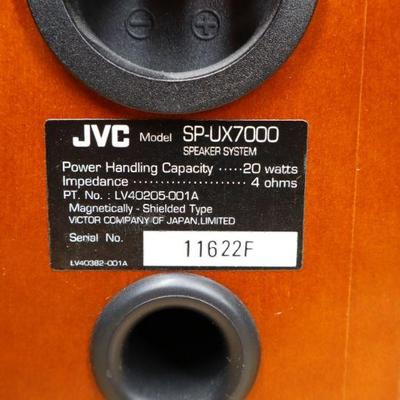 JVC Model SP-UX7000
SPEAKER SYSTEM
Power Handling Capacity ..... 20 watts
Impedance .................. 4 ohms
PT. No. : LV40205-001A
Magnetically - Shielded Type
VICTOR COMPANY OF JAPAN, LIMITED
Serial No. 11622F
LV40382-001A